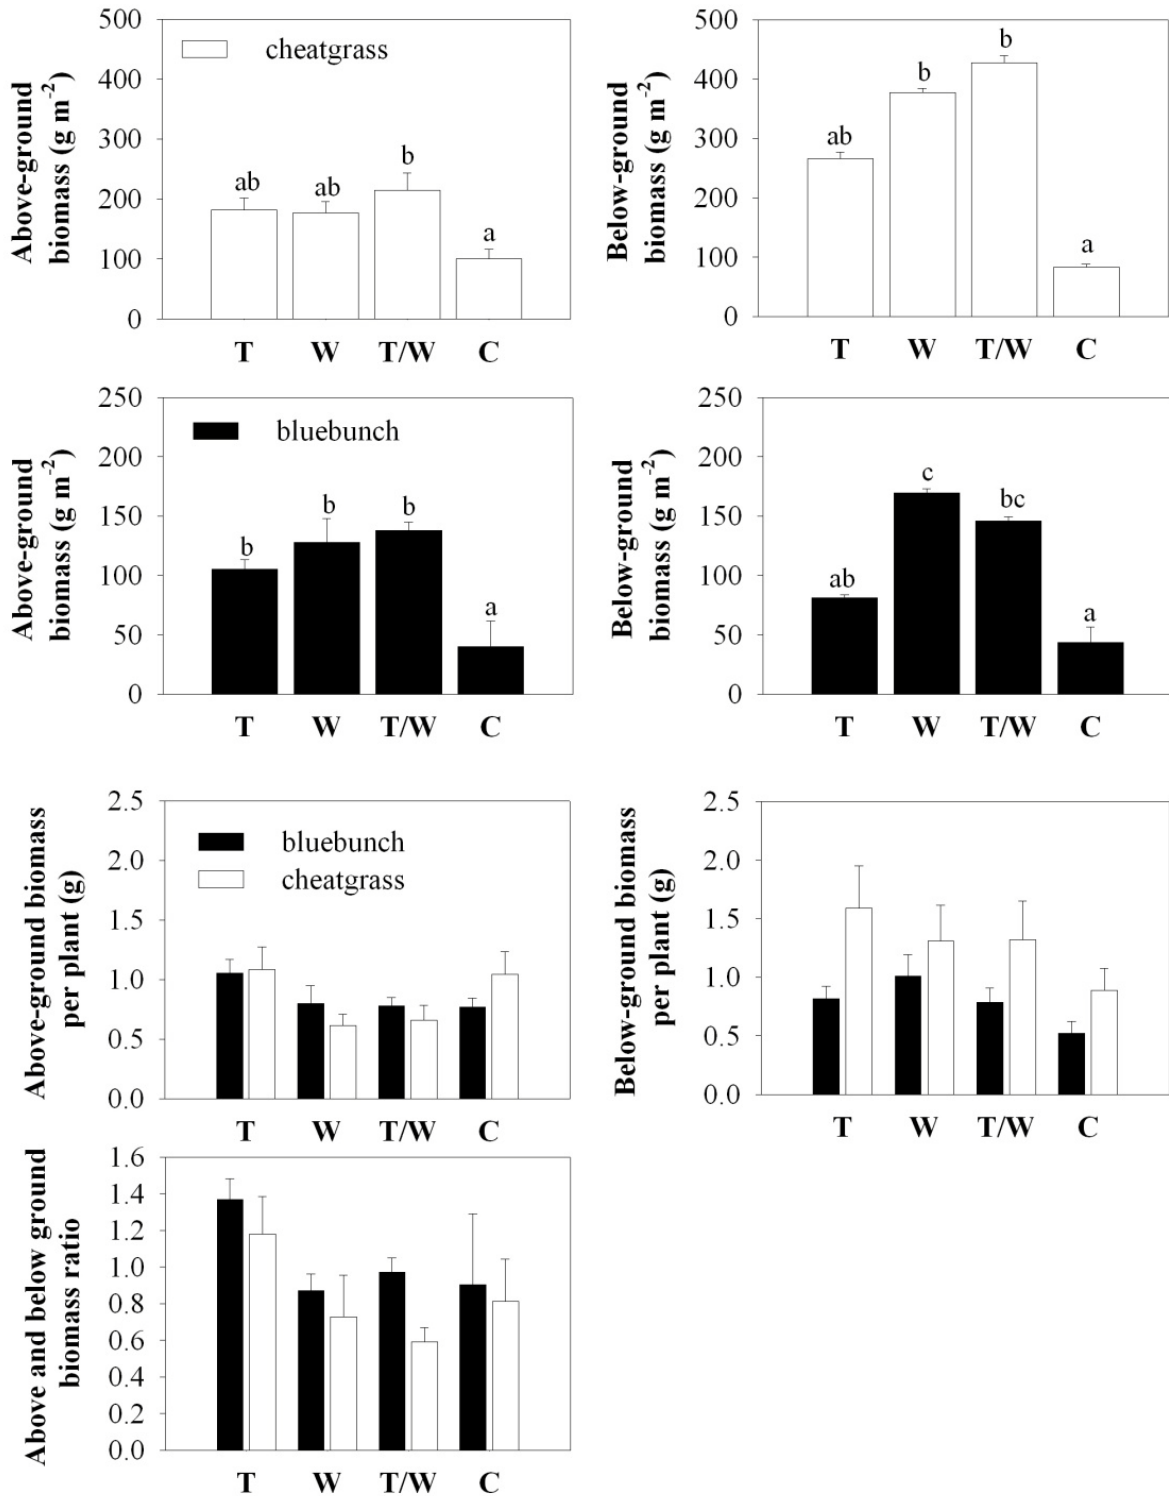 Above-ground
biomass (g m-2)
500
400
300
200
100
0
cheatgrass
ab
ab
b
a
T W T/W C
Below-ground
biomass (g m-2)
500
400
300
200
100
0
ab
b
b
a
T W T/W C
Above-ground
biomass (g m-2)
250
200
150
100
50
0
bluebunch
b
b
b
a
T W T/W C
Below-ground
biomass (g m-2)
250
200
150
100
50
0
ab
c
bc
a
T W T/W C
Above-ground biomass
per plant (g)
2.5
2.0
1.5
1.0
0.5
0.0
bluebunch
cheatgrass
T W T/W C
Below-ground biomass
per plant (g)
2.5
2.0
1.5
1.0
0.5
0.0
T W T/W C
Above and below ground
biomass ratio
1.6
1.4
1.2
1.0
0.8
0.6
0.4
0.2
0.0
T W T/W C